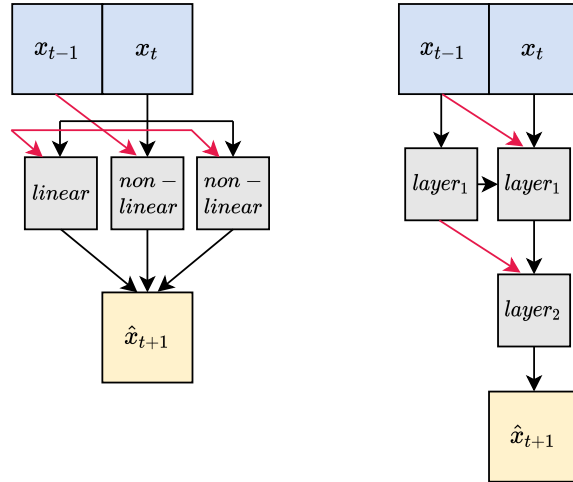 x_{t−1} x_t
linear
non −
linear
non −
linear
x̂_{t+1}
x_{t−1} x_t
layer_1 layer_1
layer_2
x̂_{t+1}